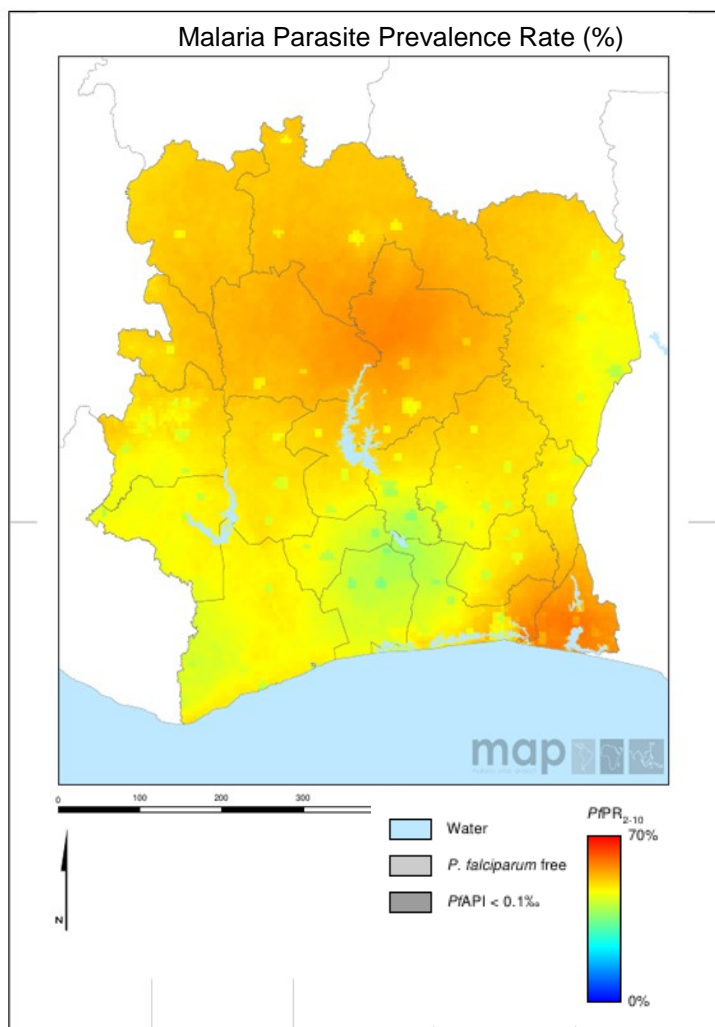 Malaria Parasite Prevalence Rate (%)
map
0 100 200 300
Water
P. falciparum free
PfAPI < 0.1‰
N
PfPR2-10
70%
0%